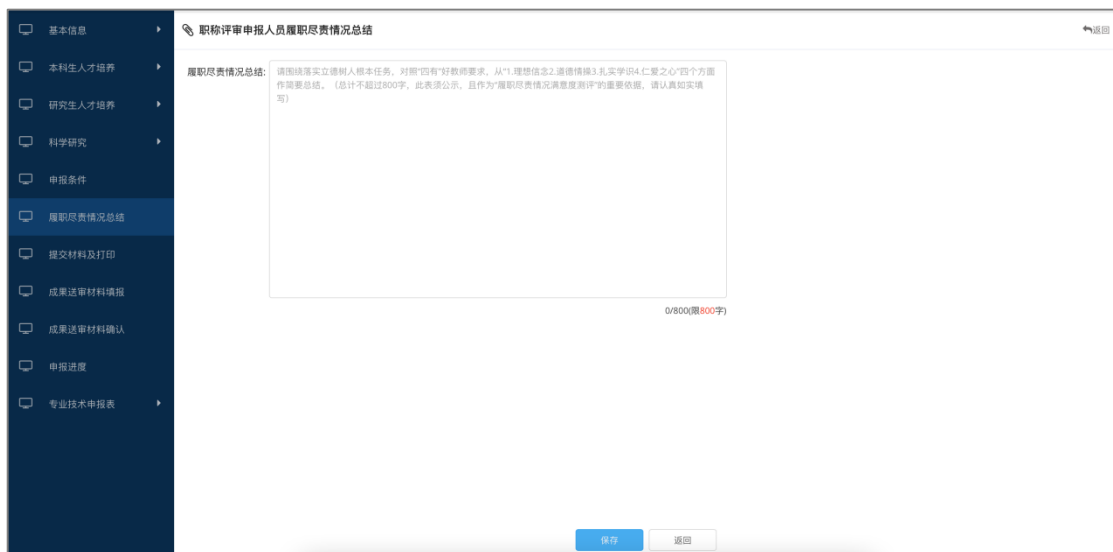 基本信息
本科生人才培养
研究生人才培养
科学研究
申报条件
履职尽责情况总结
提交材料及打印
成果送审材料填报
成果送审材料确认
申报进度
专业技术申报表
职称评审申报人员履职尽责情况总结
返回
履职尽责情况总结:
请围绕落实立德树人根本任务，对照“四有”好教师要求，从“1.理想信念2.道德情操3.扎实学识4.仁爱之心”四个方面
作简要总结。（总计不超过800字，此表须公示，且作为“履职尽责情况满意度测评”的重要依据，请认真如实填
写）
0/800(限800字)
保存
返回